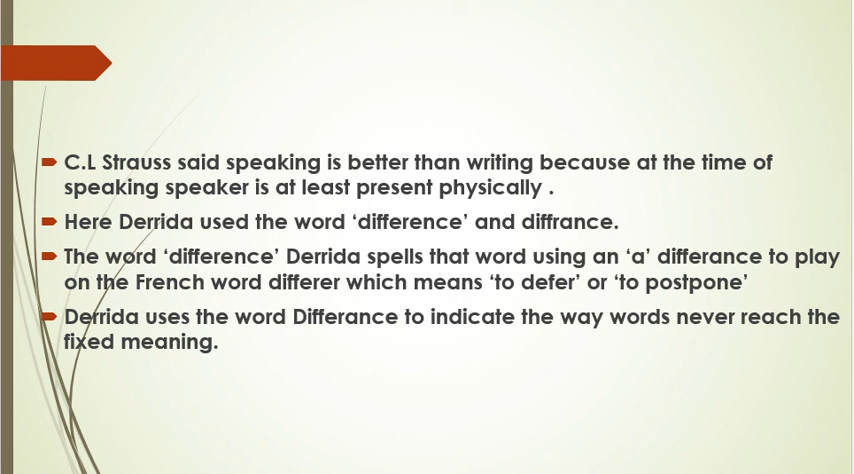 C.L Strauss said speaking is better than writing because at the time of
speaking speaker is at least present physically .
Here Derrida used the word ‘difference’ and diffrance.
The word ‘difference’ Derrida spells that word using an ‘a’ differance to play
on the French word differer which means ‘to defer’ or ‘to postpone’
Derrida uses the word Differance to indicate the way words never reach the
fixed meaning.